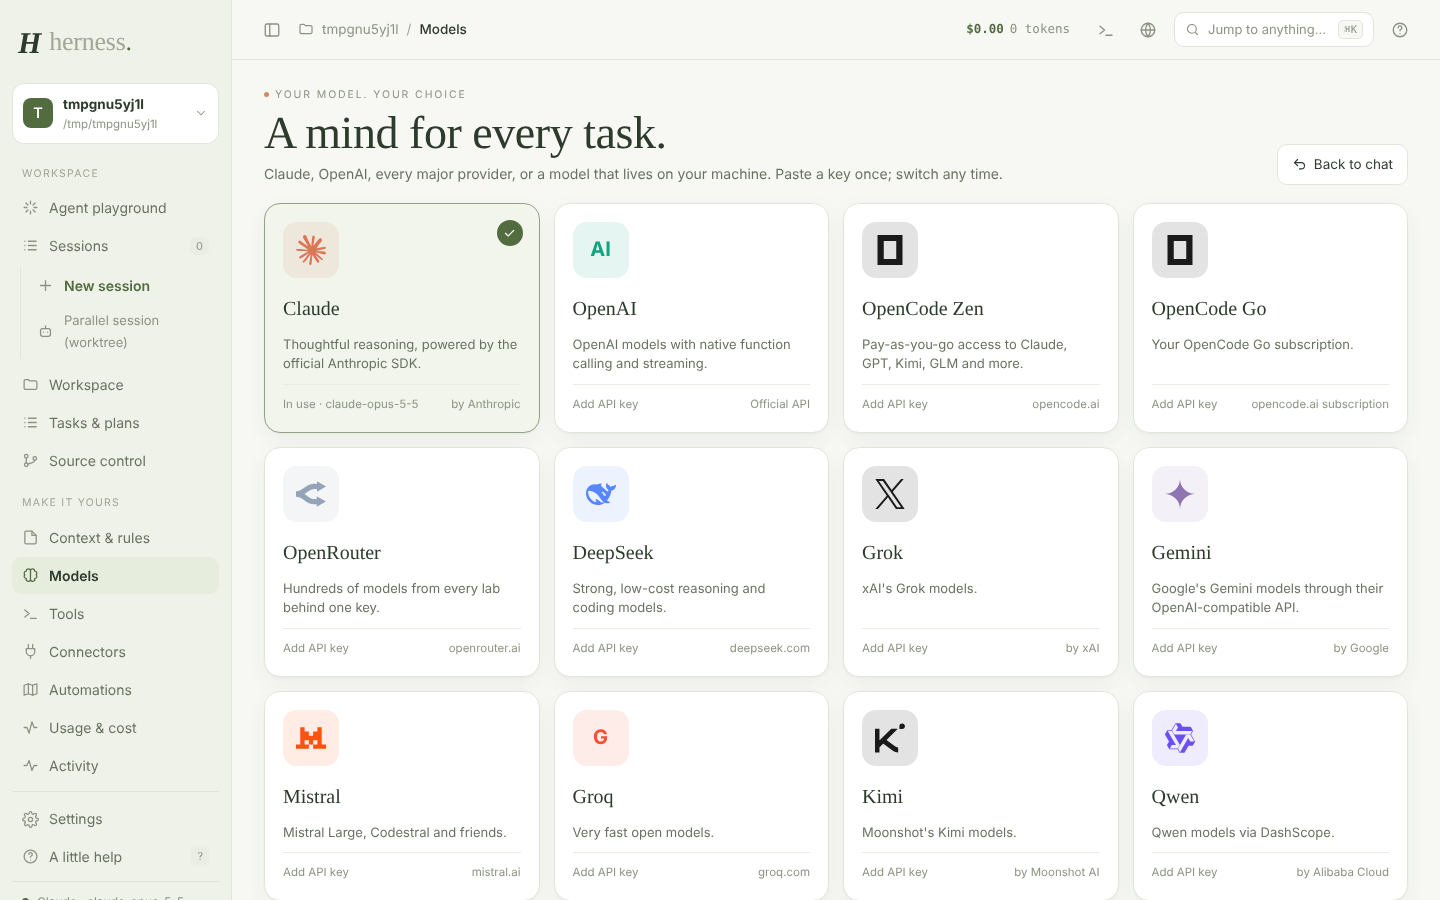 H herness.
T
tmpgnu5yj1l
/tmp/tmpgnu5yj1l
WORKSPACE
Agent playground
Sessions 0
New session
Parallel session
(worktree)
Workspace
Tasks & plans
Source control
MAKE IT YOURS
Context & rules
Models
Tools
Connectors
Automations
Usage & cost
Activity
Settings
A little help ?
tmpgnu5yj1l / Models
$0.00 0 tokens
Jump to anything... ⌘K
YOUR MODEL. YOUR CHOICE
A mind for every task.
Claude, OpenAI, every major provider, or a model that lives on your machine. Paste a key once; switch any time.
Back to chat
Claude
Thoughtful reasoning, powered by the
official Anthropic SDK.
In use · claude-opus-5-5 by Anthropic
AI
OpenAI
OpenAI models with native function
calling and streaming.
Add API key Official API
OpenCode Zen
Pay-as-you-go access to Claude,
GPT, Kimi, GLM and more.
Add API key opencode.ai
OpenCode Go
Your OpenCode Go subscription.
Add API key opencode.ai subscription
OpenRouter
Hundreds of models from every lab
behind one key.
Add API key openrouter.ai
DeepSeek
Strong, low-cost reasoning and
coding models.
Add API key deepseek.com
Grok
xAI's Grok models.
Add API key by xAI
Gemini
Google's Gemini models through their
OpenAI-compatible API.
Add API key by Google
Mistral
Mistral Large, Codestral and friends.
Add API key mistral.ai
G
Groq
Very fast open models.
Add API key groq.com
Kimi
Moonshot's Kimi models.
Add API key by Moonshot AI
Qwen
Qwen models via DashScope.
Add API key by Alibaba Cloud